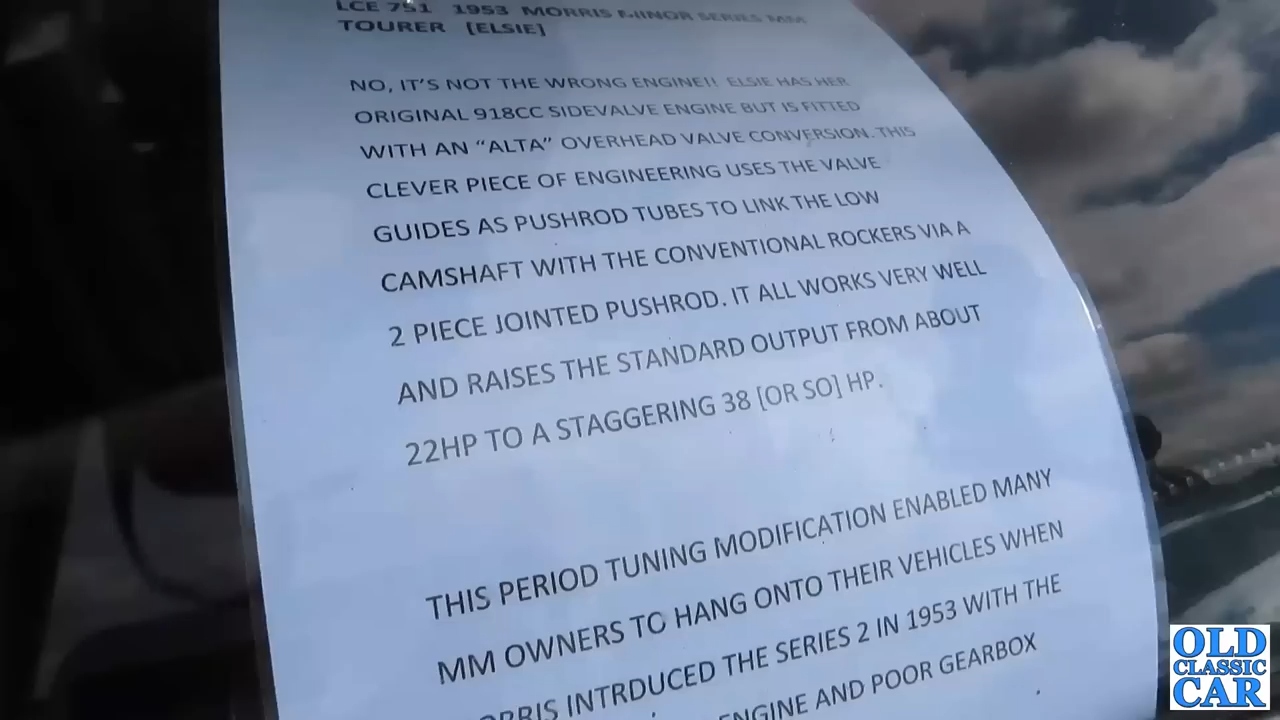 LCE 751 1953 MORRIS MINOR SERIES MM
TOURER [ELSIE]
NO, IT'S NOT THE WRONG ENGINE!! ELSIE HAS HER
ORIGINAL 918CC SIDEVALVE ENGINE BUT IS FITTED
WITH AN “ALTA” OVERHEAD VALVE CONVERSION. THIS
CLEVER PIECE OF ENGINEERING USES THE VALVE
GUIDES AS PUSHROD TUBES TO LINK THE LOW
CAMSHAFT WITH THE CONVENTIONAL ROCKERS VIA A
2 PIECE JOINTED PUSHROD. IT ALL WORKS VERY WELL
AND RAISES THE STANDARD OUTPUT FROM ABOUT
22HP TO A STAGGERING 38 [OR SO] HP.
THIS PERIOD TUNING MODIFICATION ENABLED MANY
MM OWNERS TO HANG ONTO THEIR VEHICLES WHEN
INTRDUCED THE SERIES 2 IN 1953 WITH THE
ENGINE AND POOR GEARBOX
OLD
CLASSIC
CAR